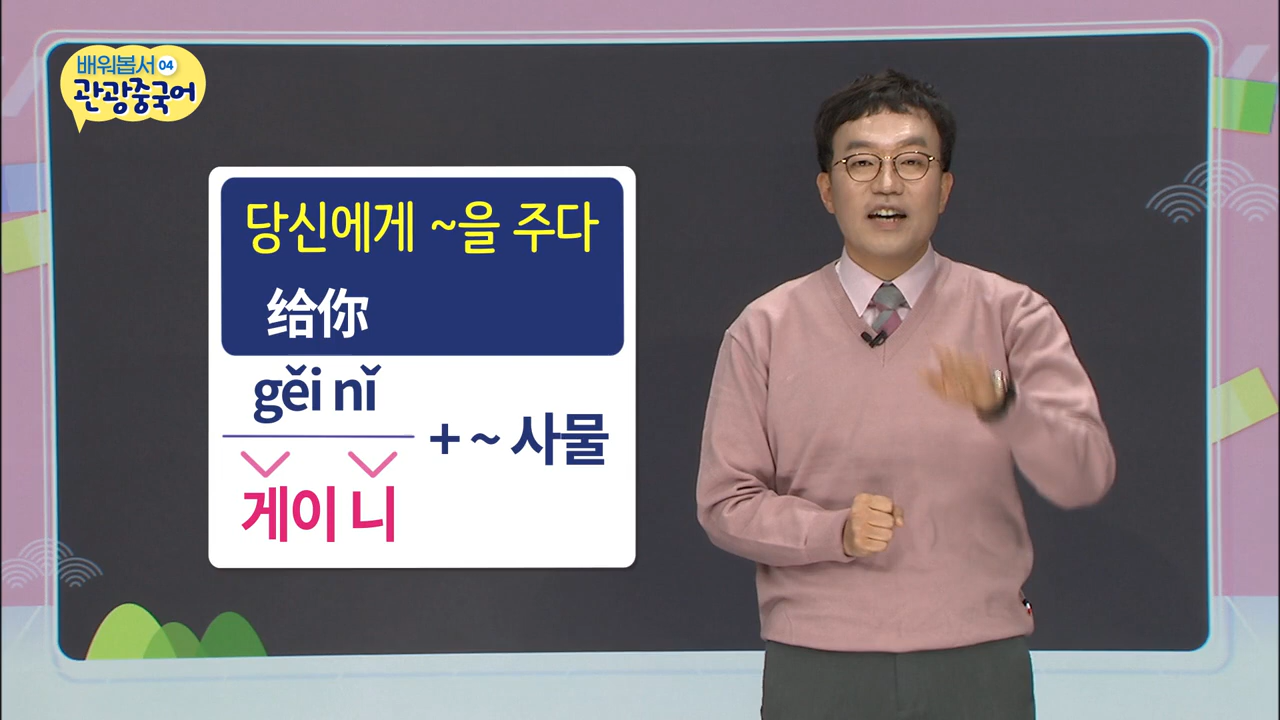 배워봅서 04
관광중국어
당신에게 ~을 주다
给你
gěi nǐ
+ ~ 사물
게이 니